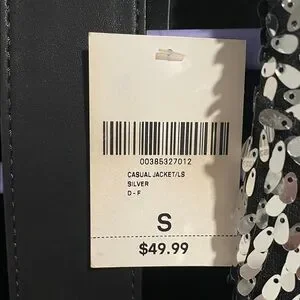 00385327012
CASUAL JACKET/LS
SILVER
D - F
S
$49.99